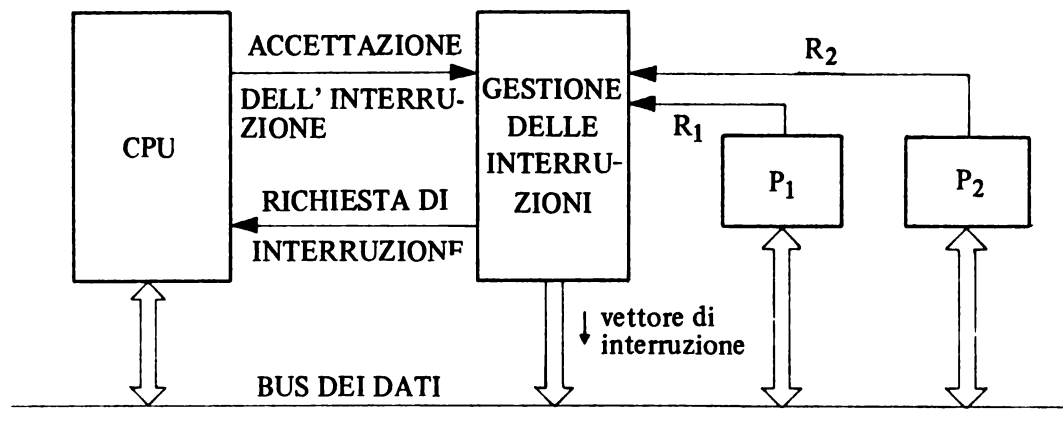 ACCETTAZIONE
DELL' INTERRU-
ZIONE
CPU
RICHIESTA DI
INTERRUZIONE
GESTIONE
DELLE
INTERRU-
ZIONI
R2
R1
P1
P2
vettore di
interruzione
BUS DEI DATI